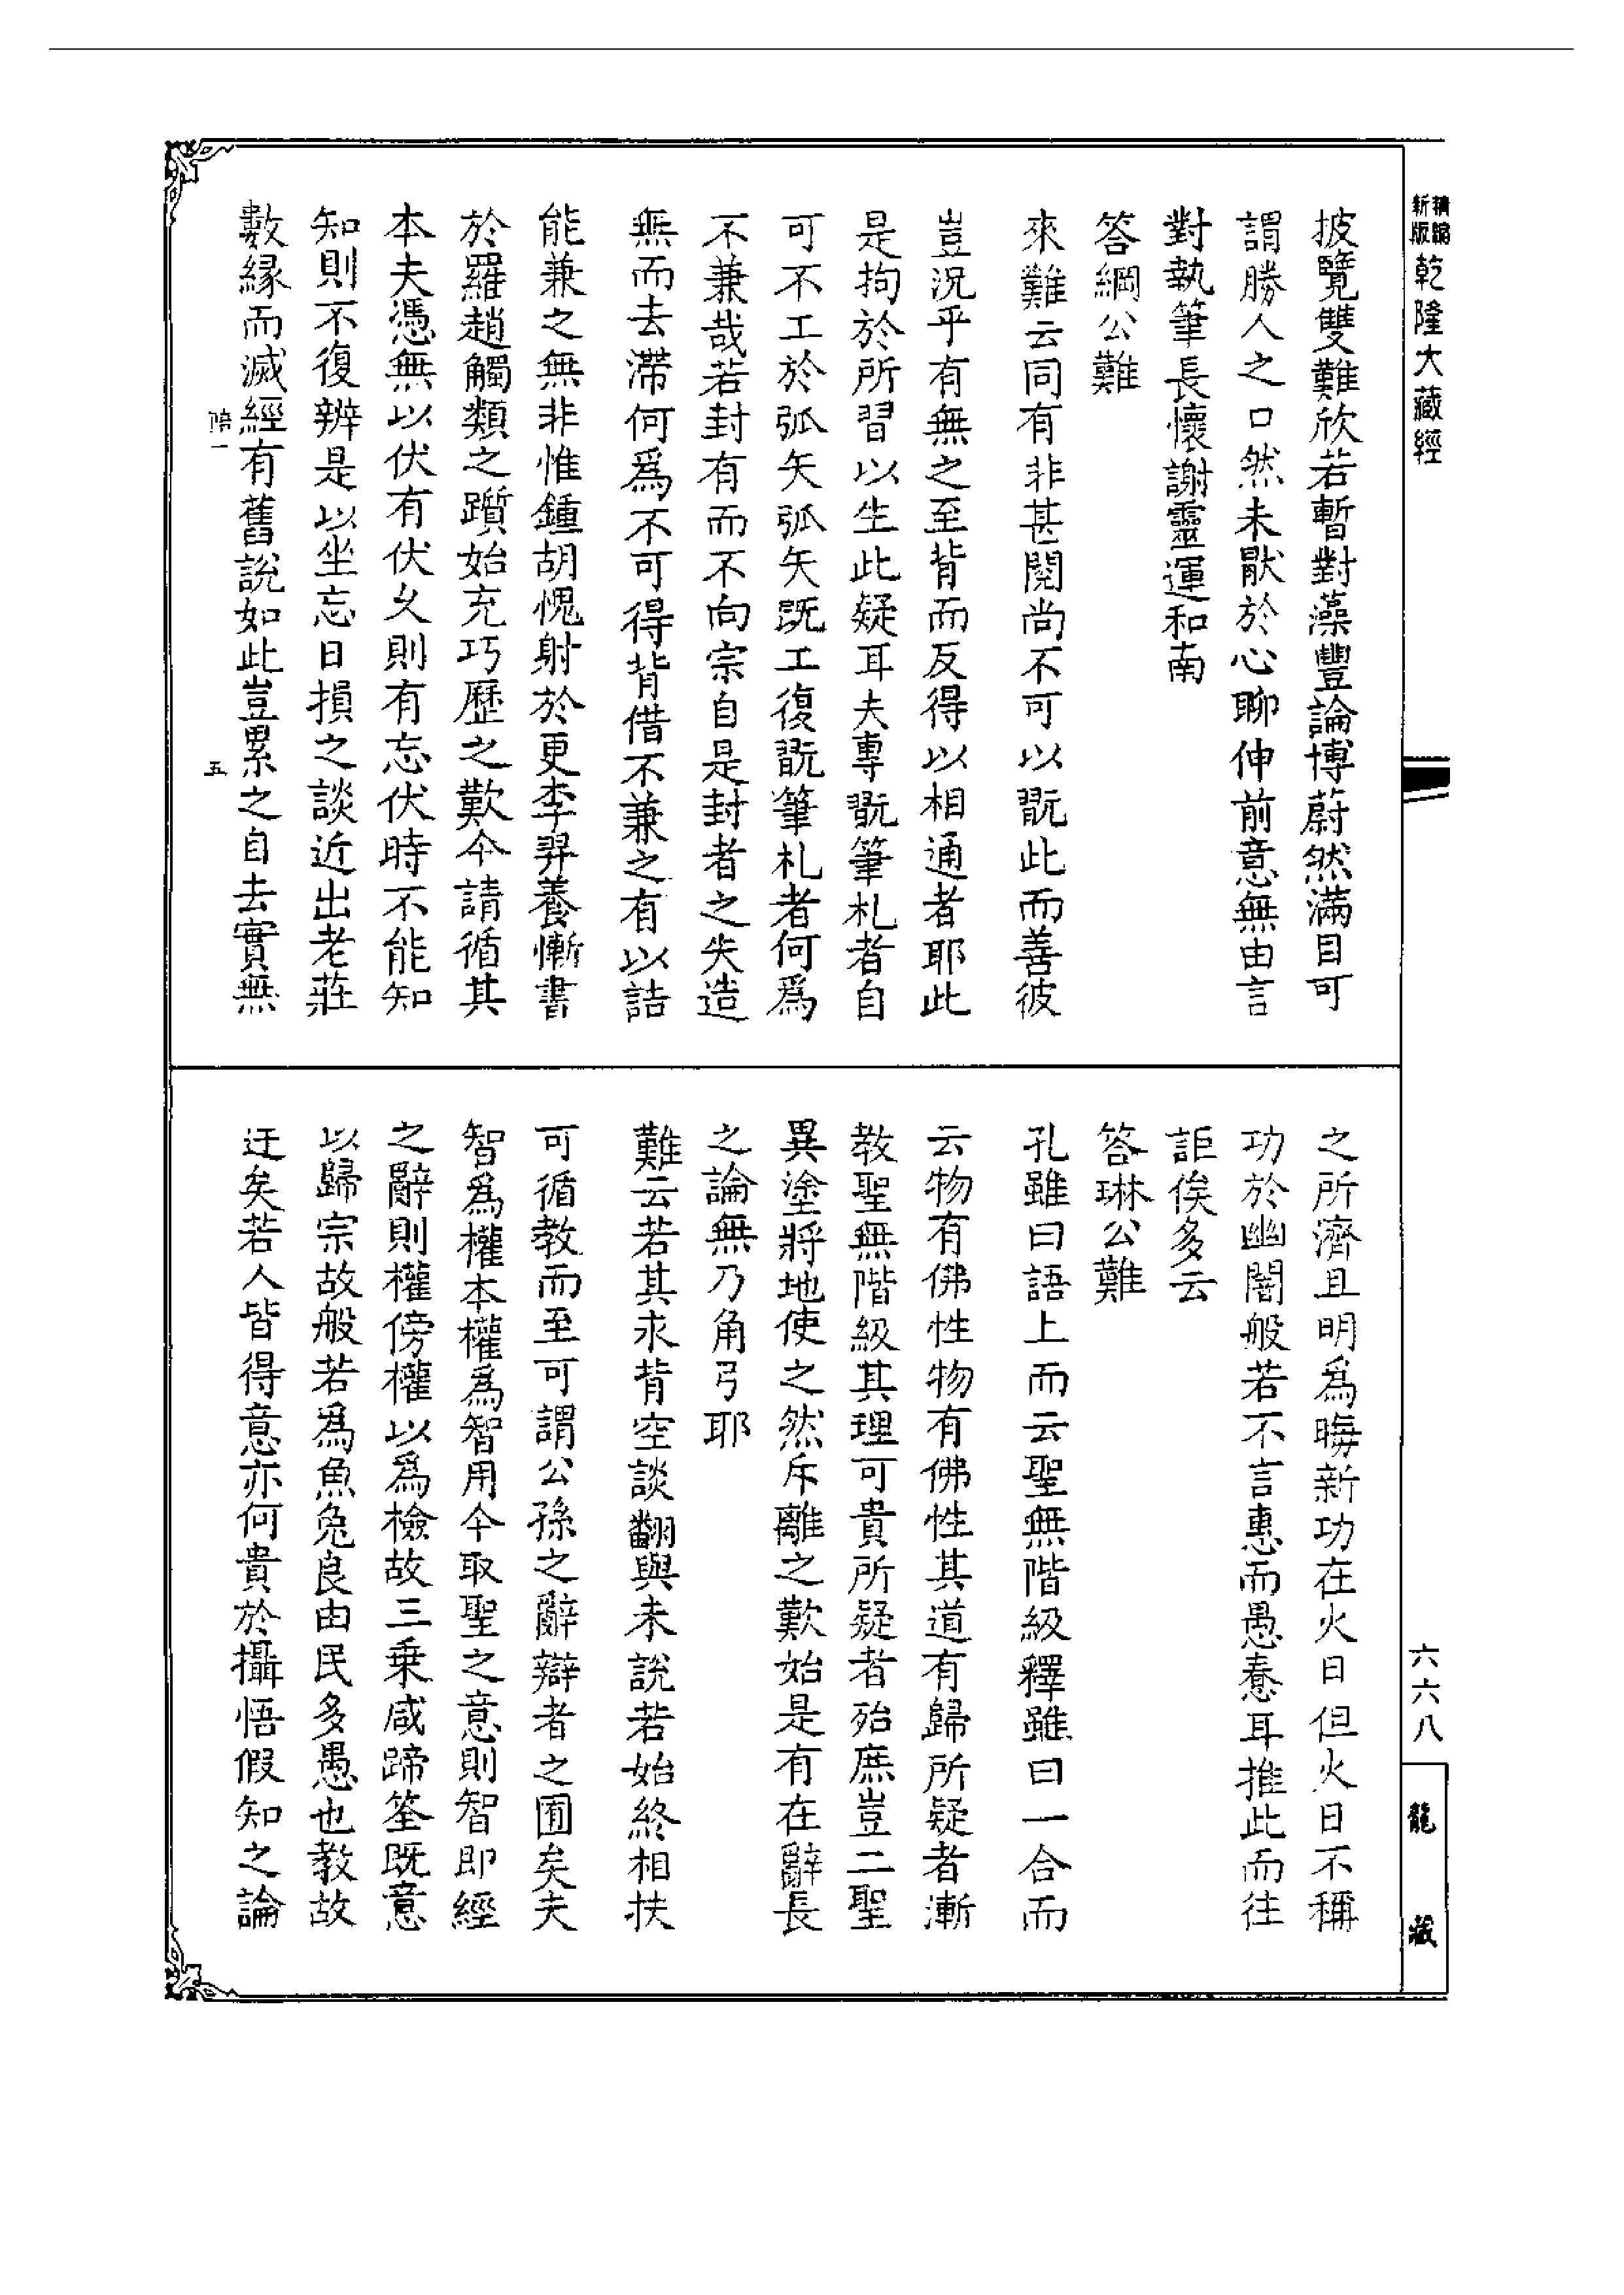 精編
新版
乾隆大藏經
披覽雙難欣若暫對藻豐論博蔚然滿目可
謂勝人之口然未厭於心聊伸前意無由言
對執筆長懷謝靈運和南
答綱公難
來難云同有非甚閡尚不可以翫此而善彼
豈況乎有無之至背而反得以相通者耶此
是拘於所習以生此疑耳夫專翫筆札者自
可不工於弧矢弧矢既工復翫筆札者何爲
不兼哉若封有而不向宗自是封者之失造
無而去滯何爲不可得背借不兼之有以詰
能兼之無非惟鍾胡愧射於更李羿養慚書
於羅趙觸類之躓始充巧歷之歎今請循其
本夫憑無以伏有伏久則有忘伏時不能知
知則不復辨是以坐忘日損之談近出老莊
數緣而滅經有舊說如此豈累之自去實無
五
之所濟且明爲晦新功在火日但火日不稱
功於幽闇般若不言惠而愚惷耳推此而往
詎俟多云
答琳公難
孔雖曰語上而云聖無階級釋雖曰一合而
云物有佛性物有佛性其道有歸所疑者漸
教聖無階級其理可貴所疑者殆庶豈二聖
異塗將地使之然斥離之歎始是有在辭長
之論無乃角弓耶
難云若其求背空談翻與未說若始終相扶
可循教而至可謂公孫之辭辯者之囿矣夫
智爲權本權爲智用今取聖之意則智即經
之辭則權傍權以爲檢故三乘咸蹄筌既意
以歸宗故般若爲魚兔良由民多愚也教故
迂矣若人皆得意亦何貴於攝悟假知之論
六六八
龍藏